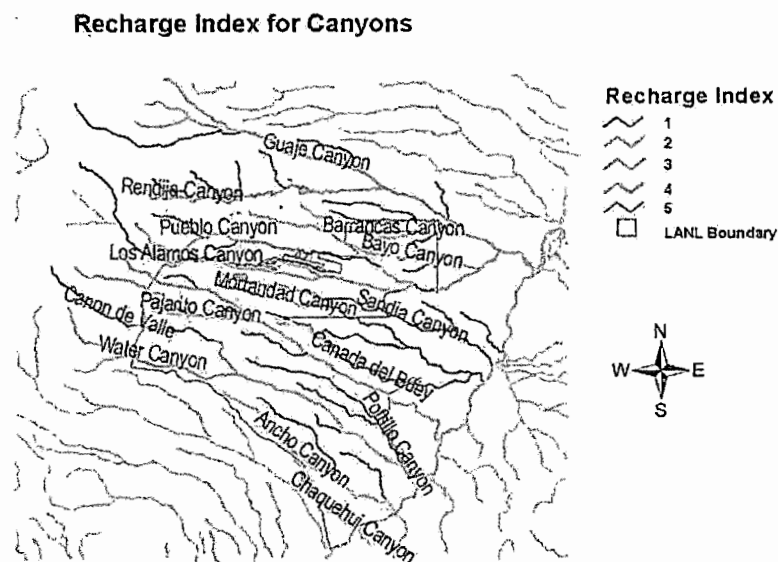 Recharge Index for Canyons
Recharge Index
1
2
3
4
5
LANL Boundary
Guaje Canyon
Rendija Canyon
Pueblo Canyon
Barrancas Canyon
Bayo Canyon
Los Alamos Canyon
Mortandad Canyon
Sandia Canyon
Pajarito Canyon
Canon de Valle
Water Canyon
Canada del Buey
Potrillo Canyon
Ancho Canyon
Chaquehui Canyon
N
W E
S